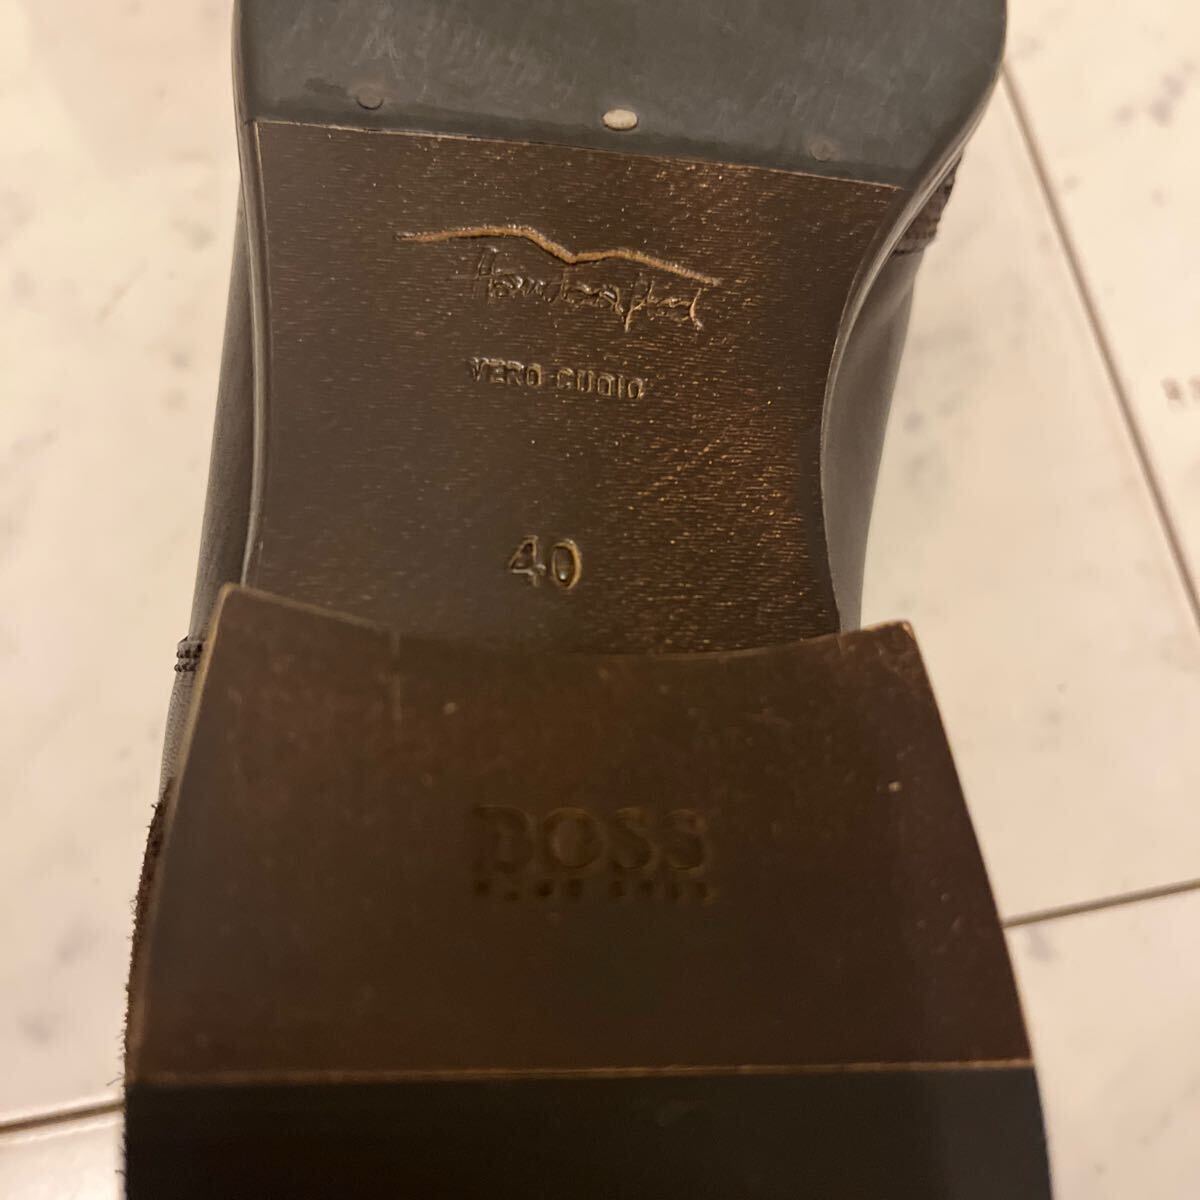 Handcrafted
VERO CUOIO
40
BOSS
HUGO BOSS